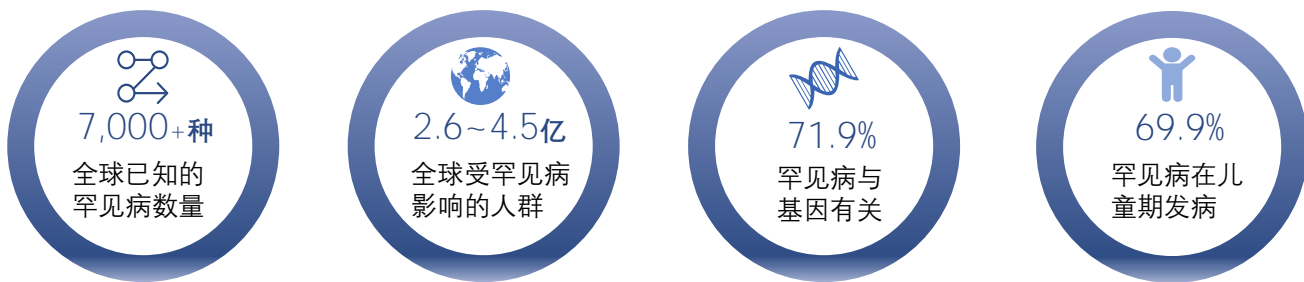 7,000+种
全球已知的
罕见病数量
2.6~4.5亿
全球受罕见病
影响的人群
71.9%
罕见病与
基因有关
69.9%
罕见病在儿
童期发病